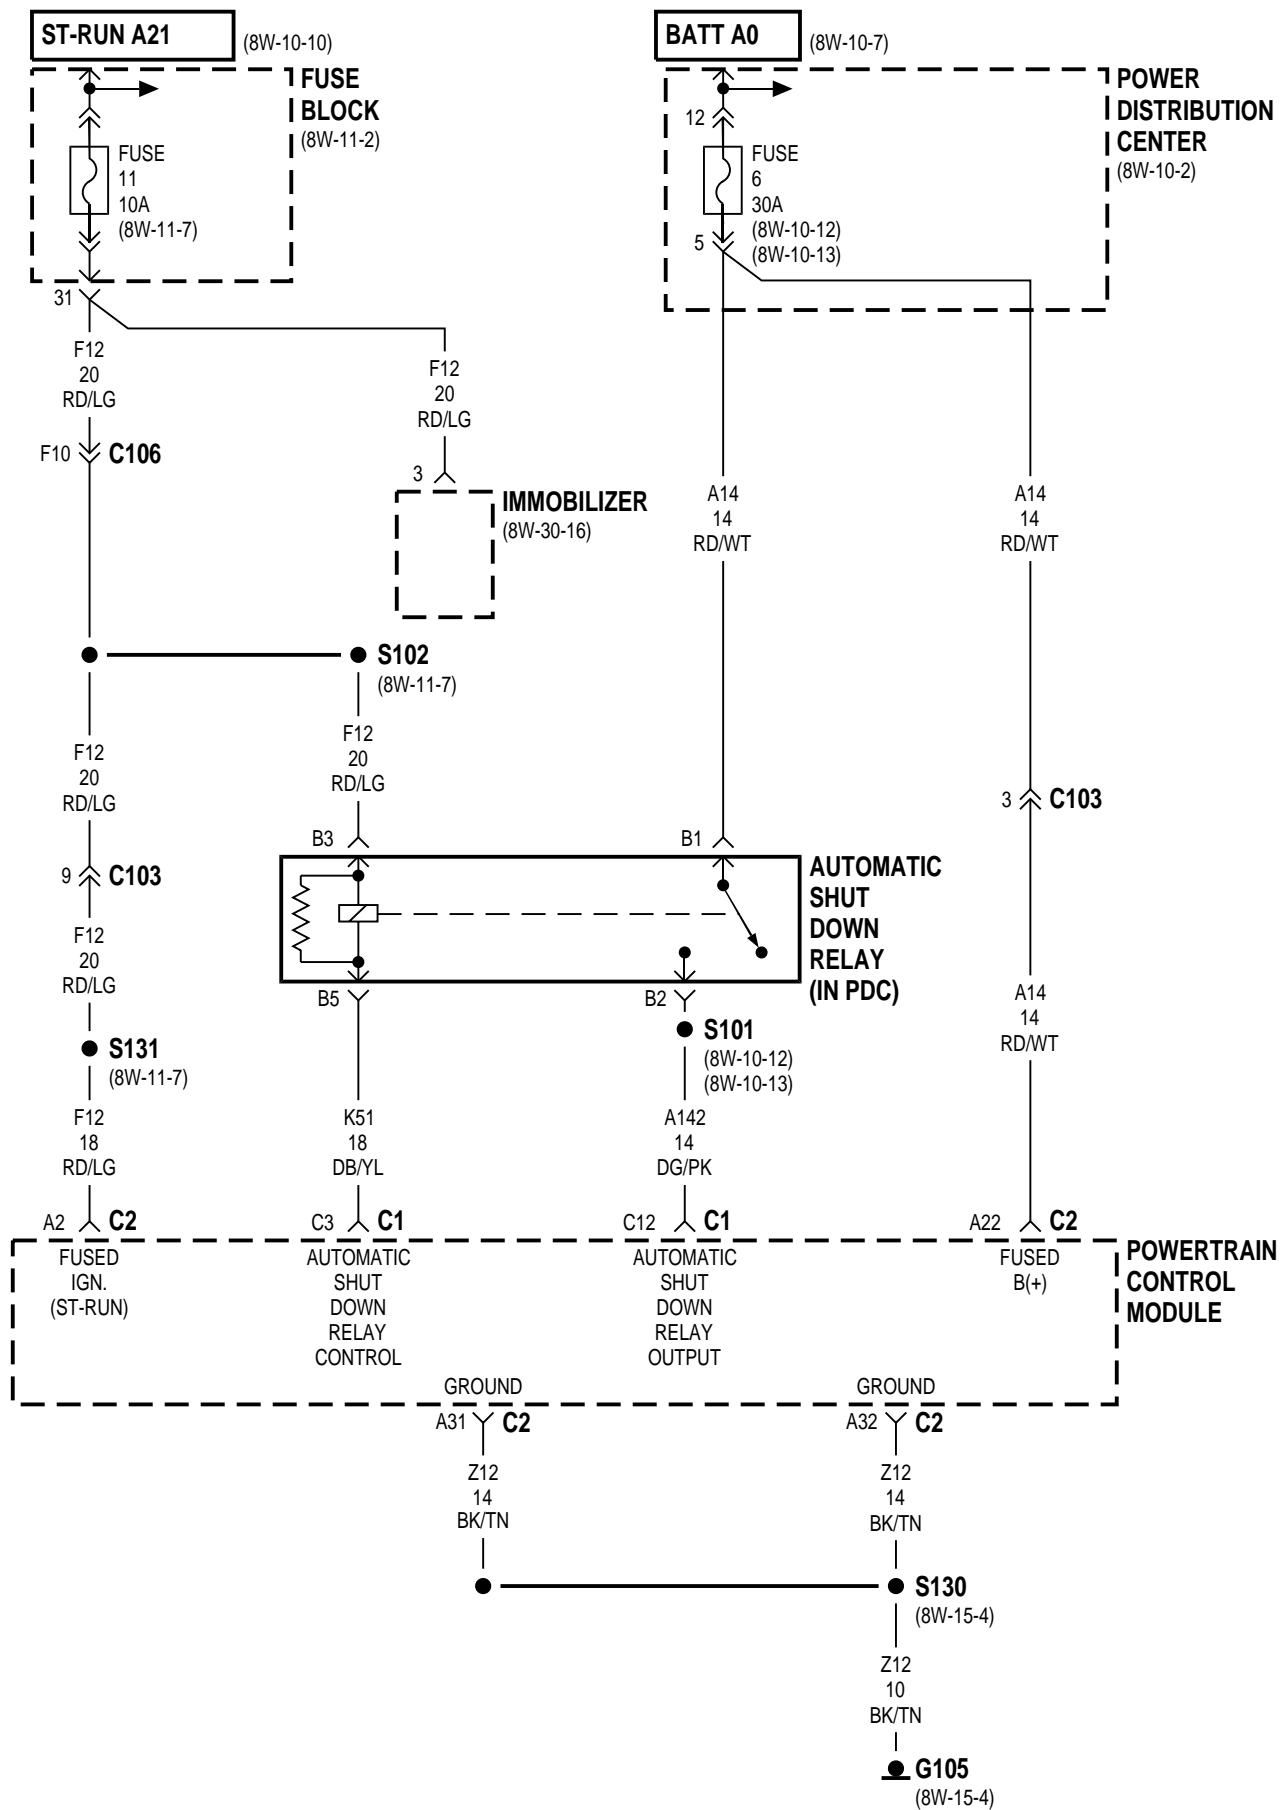 ST-RUN A21
(8W-10-10)
BATT A0
(8W-10-7)
FUSE
BLOCK
(8W-11-2)
FUSE
11
10A
(8W-11-7)
31
POWER
DISTRIBUTION
CENTER
(8W-10-2)
12
FUSE
6
30A
(8W-10-12)
(8W-10-13)
5
F12
20
RD/LG
F12
20
RD/LG
F10
C106
3
IMMOBILIZER
(8W-30-16)
A14
14
RD/WT
A14
14
RD/WT
S102
(8W-11-7)
F12
20
RD/LG
F12
20
RD/LG
3
C103
B3
B1
9
C103
AUTOMATIC
SHUT
DOWN
RELAY
(IN PDC)
F12
20
RD/LG
B5
B2
A14
14
RD/WT
S131
(8W-11-7)
S101
(8W-10-12)
(8W-10-13)
F12
18
RD/LG
K51
18
DB/YL
A142
14
DG/PK
A2
C2
C3
C1
C12
C1
A22
C2
FUSED
IGN.
(ST-RUN)
AUTOMATIC
SHUT
DOWN
RELAY
CONTROL
AUTOMATIC
SHUT
DOWN
RELAY
OUTPUT
FUSED
B(+)
POWERTRAIN
CONTROL
MODULE
GROUND
GROUND
A31
C2
A32
C2
Z12
14
BK/TN
Z12
14
BK/TN
S130
(8W-15-4)
Z12
10
BK/TN
G105
(8W-15-4)